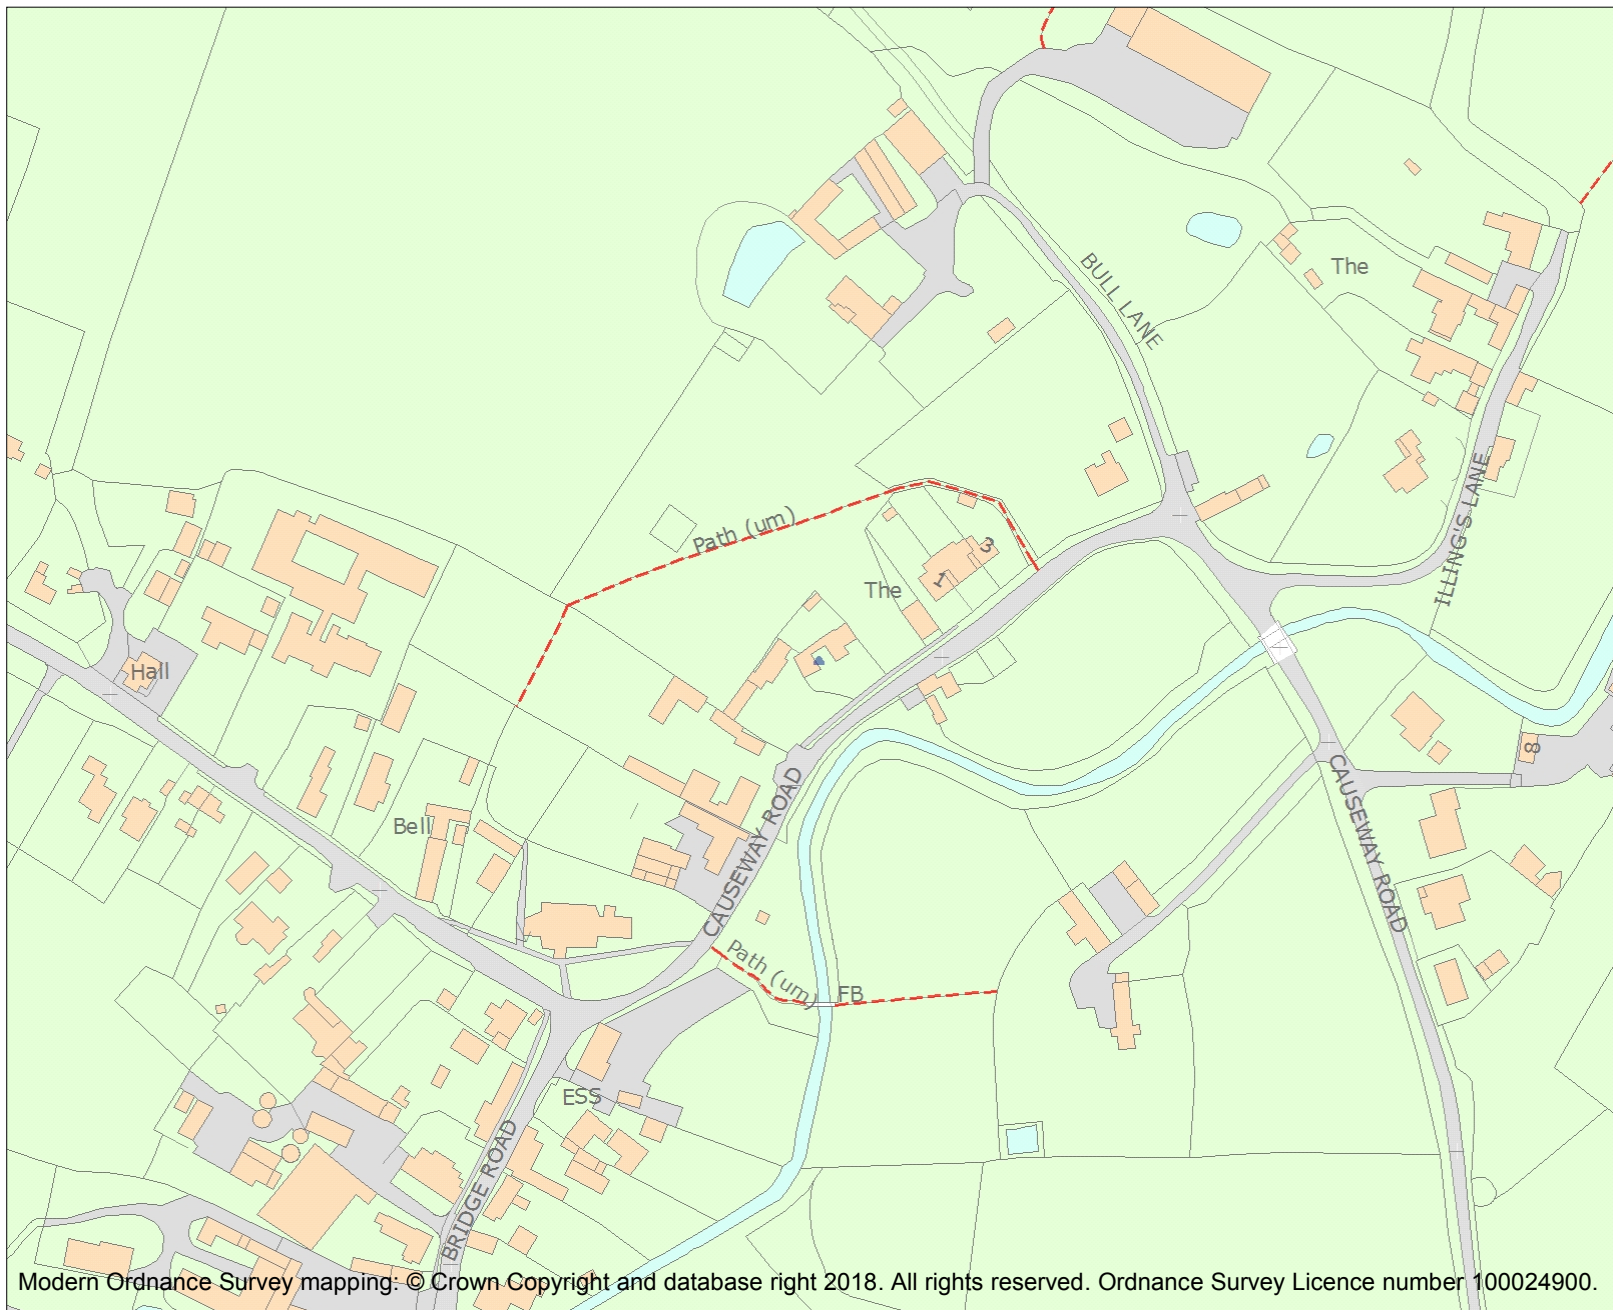 BULL LANE
The
Path (um)
3
1
The
ILLING'S LANE
Hall
8
CAUSEWAY ROAD
CAUSEWAY ROAD
Bell
Path (um)
FB
ESS
BRIDGE ROAD
Modern Ordnance Survey mapping: © Crown Copyright and database right 2018. All rights reserved. Ordnance Survey Licence number 100024900.